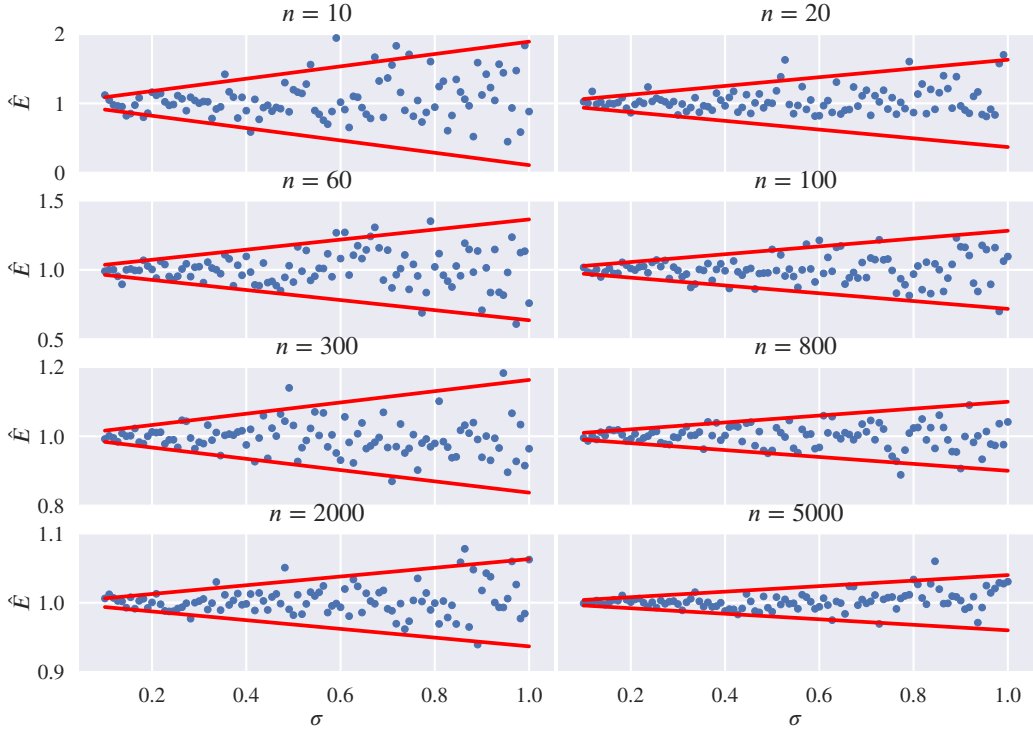 n = 10
n = 20
2
1
0
Ê
n = 60
n = 100
1.5
1.0
0.5
Ê
n = 300
n = 800
1.2
1.0
0.8
Ê
n = 2000
n = 5000
1.1
1.0
0.9
Ê
0.2 0.4 0.6 0.8 1.0
0.2 0.4 0.6 0.8 1.0
σ
σ